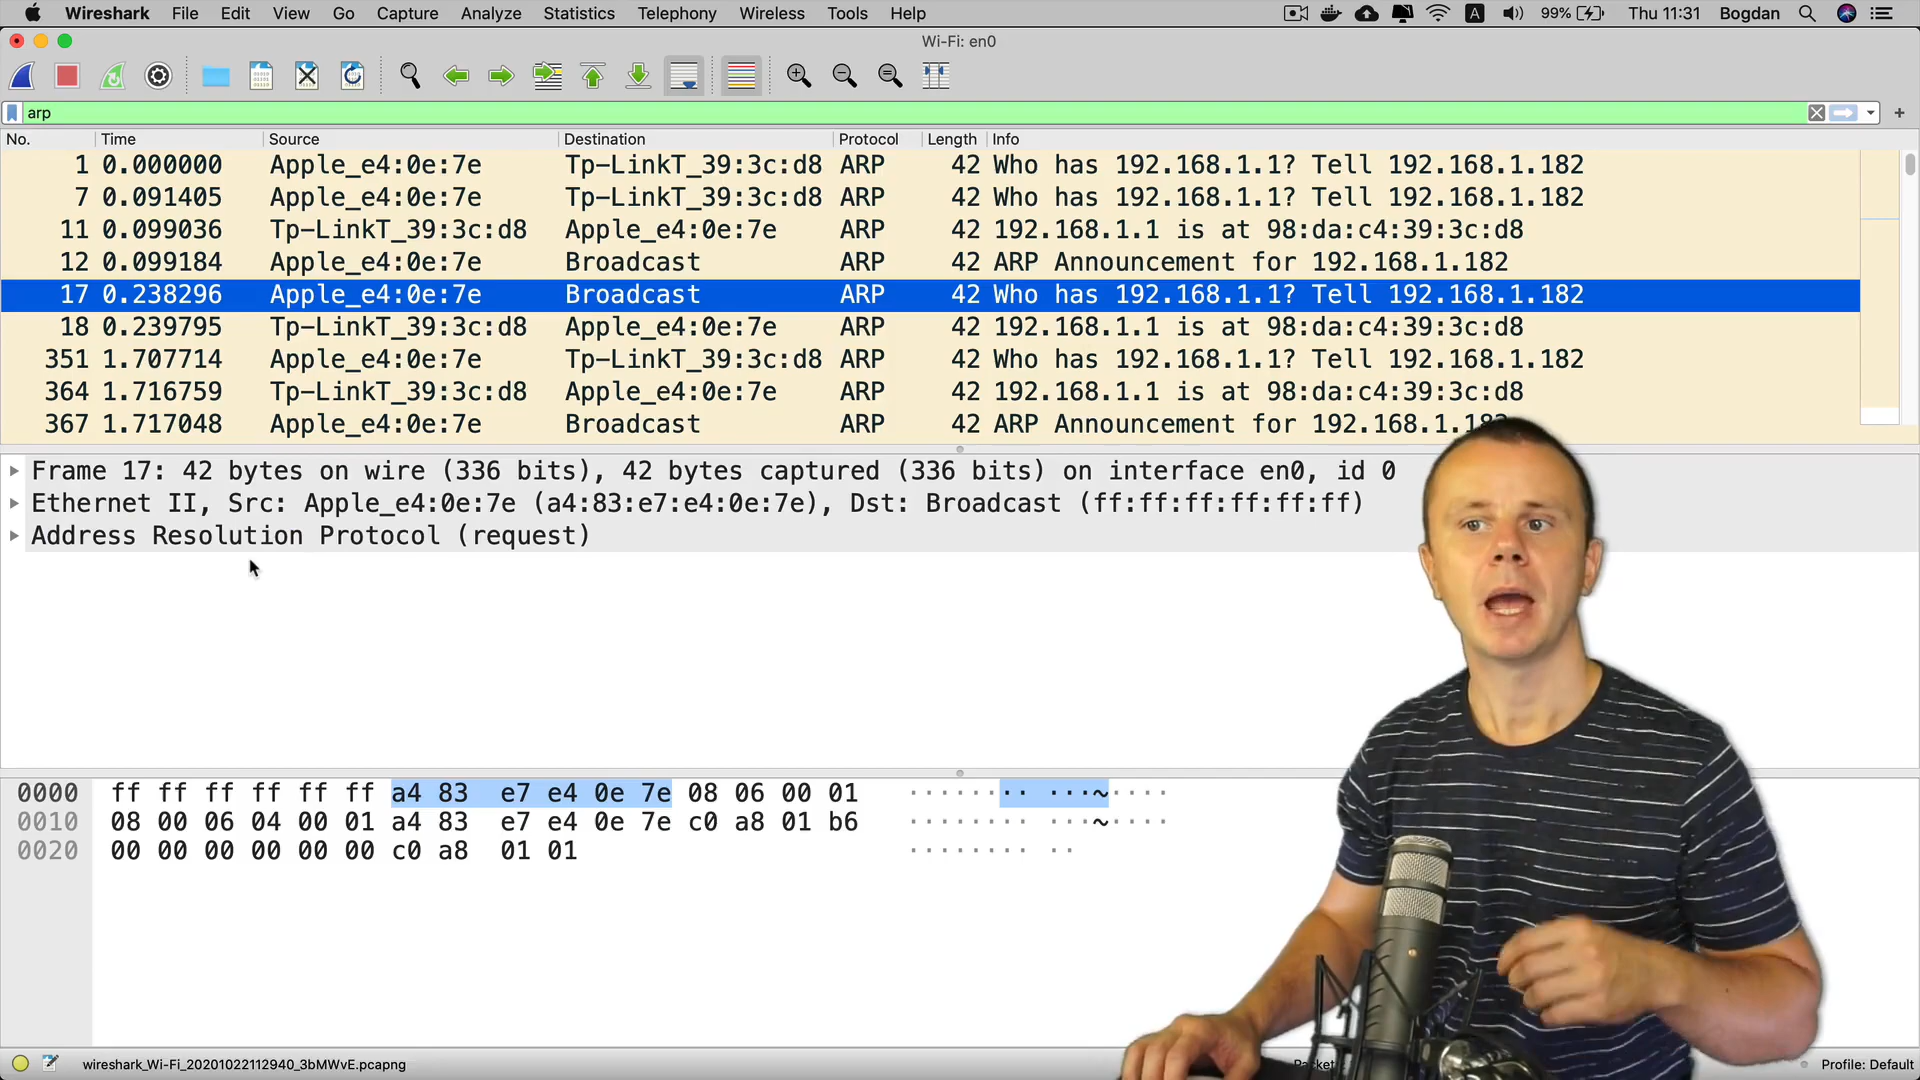 Wireshark File Edit View Go Capture Analyze Statistics Telephony Wireless Tools Help A 99% Thu 11:31 Bogdan
Wi-Fi: en0
arp
No. Time Source Destination Protocol Length Info
1 0.000000 Apple_e4:0e:7e Tp-LinkT_39:3c:d8 ARP 42 Who has 192.168.1.1? Tell 192.168.1.182
7 0.091405 Apple_e4:0e:7e Tp-LinkT_39:3c:d8 ARP 42 Who has 192.168.1.1? Tell 192.168.1.182
11 0.099036 Tp-LinkT_39:3c:d8 Apple_e4:0e:7e ARP 42 192.168.1.1 is at 98:da:c4:39:3c:d8
12 0.099184 Apple_e4:0e:7e Broadcast ARP 42 ARP Announcement for 192.168.1.182
17 0.238296 Apple_e4:0e:7e Broadcast ARP 42 Who has 192.168.1.1? Tell 192.168.1.182
18 0.239795 Tp-LinkT_39:3c:d8 Apple_e4:0e:7e ARP 42 192.168.1.1 is at 98:da:c4:39:3c:d8
351 1.707714 Apple_e4:0e:7e Tp-LinkT_39:3c:d8 ARP 42 Who has 192.168.1.1? Tell 192.168.1.182
364 1.716759 Tp-LinkT_39:3c:d8 Apple_e4:0e:7e ARP 42 192.168.1.1 is at 98:da:c4:39:3c:d8
367 1.717048 Apple_e4:0e:7e Broadcast ARP 42 ARP Announcement for 192.168.1.182
Frame 17: 42 bytes on wire (336 bits), 42 bytes captured (336 bits) on interface en0, id 0
Ethernet II, Src: Apple_e4:0e:7e (a4:83:e7:e4:0e:7e), Dst: Broadcast (ff:ff:ff:ff:ff:ff)
Address Resolution Protocol (request)
0000 ff ff ff ff ff ff a4 83 e7 e4 0e 7e 08 06 00 01 ········ ···~····
0010 08 00 06 04 00 01 a4 83 e7 e4 0e 7e c0 a8 01 b6 ········ ···~····
0020 00 00 00 00 00 00 c0 a8 01 01 ········ ··
wireshark_Wi-Fi_20201022112940_3bMWvE.pcapng Profile: Default